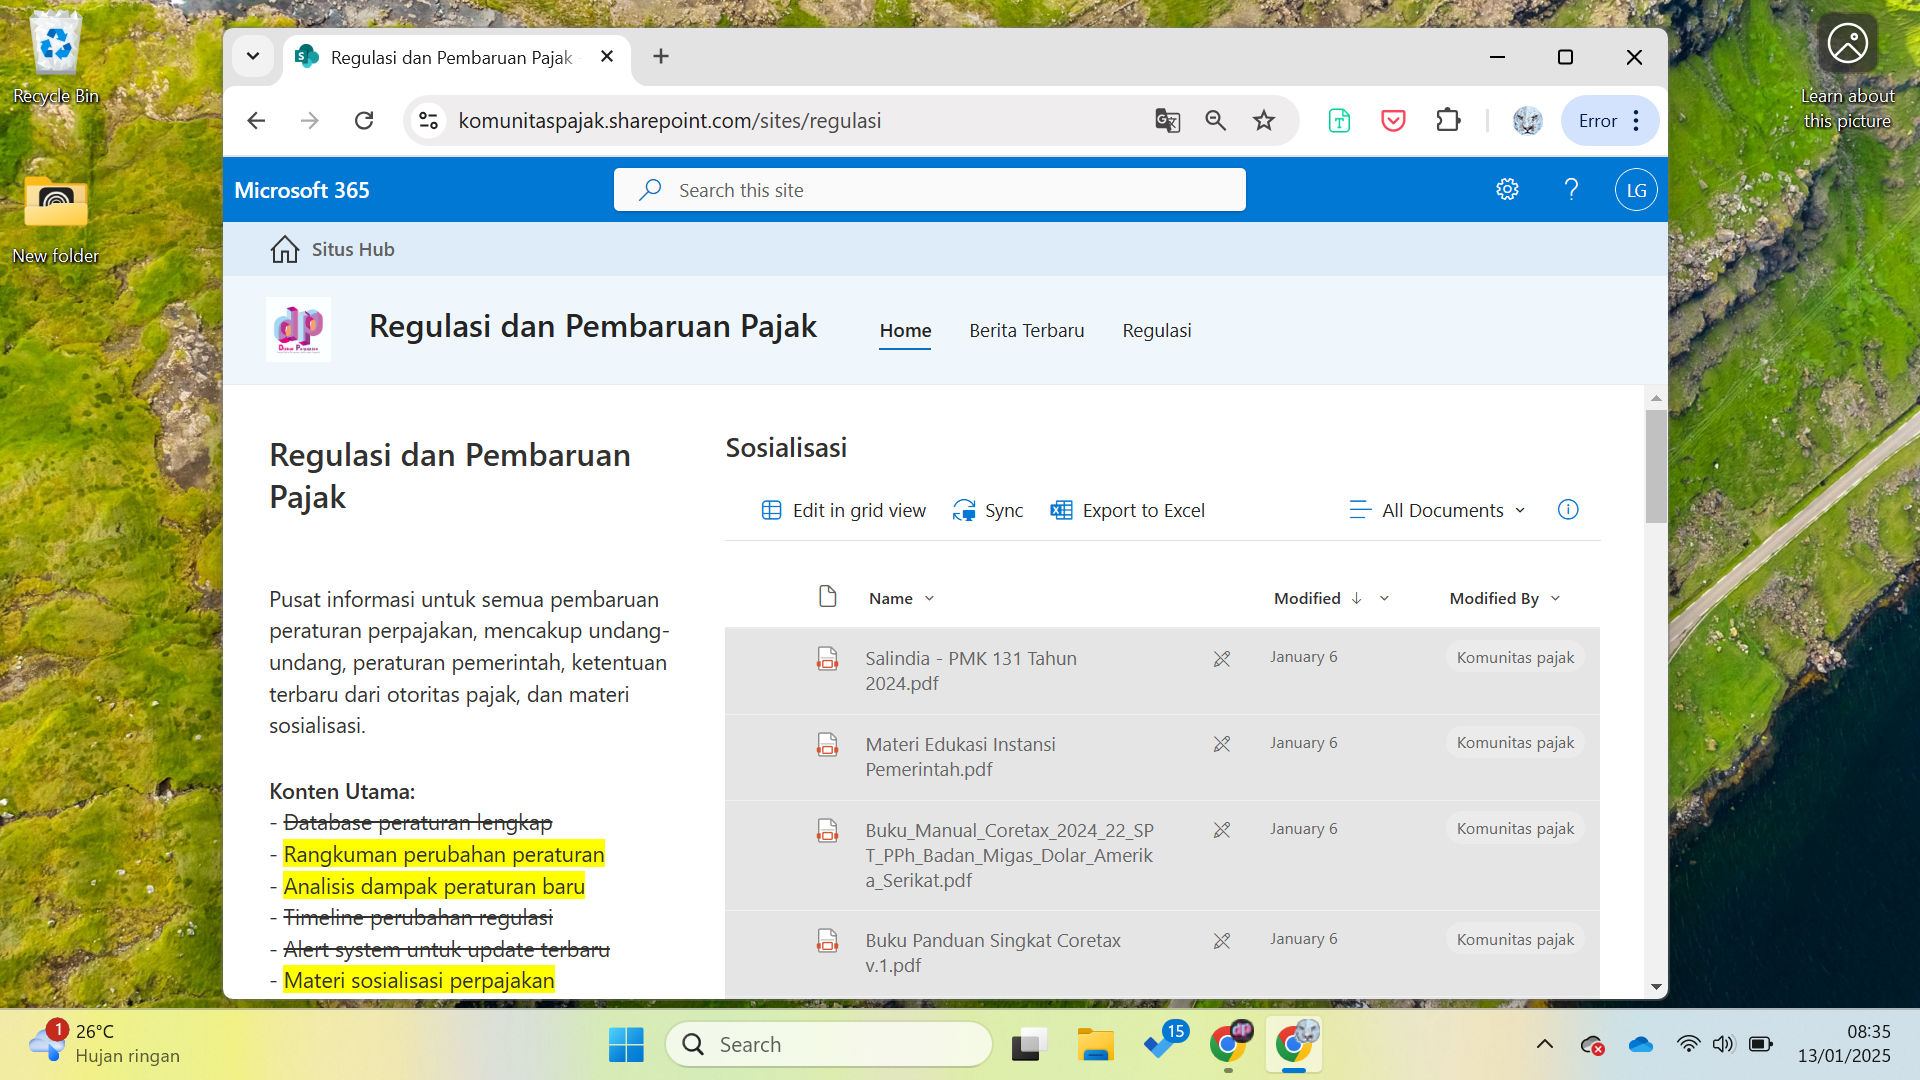 Recycle Bin
New folder
Learn about
this picture
Regulasi dan Pembaruan Pajak
komunitaspajak.sharepoint.com/sites/regulasi
Error
Microsoft 365
Search this site
LG
Situs Hub
dp
Regulasi dan Pembaruan Pajak
Home
Berita Terbaru
Regulasi
Regulasi dan Pembaruan
Pajak
Pusat informasi untuk semua pembaruan
peraturan perpajakan, mencakup undang-
undang, peraturan pemerintah, ketentuan
terbaru dari otoritas pajak, dan materi
sosialisasi.
Konten Utama:
- Database peraturan lengkap
- Rangkuman perubahan peraturan
- Analisis dampak peraturan baru
- Timeline perubahan regulasi
- Alert system untuk update terbaru
- Materi sosialisasi perpajakan
Sosialisasi
Edit in grid view
Sync
Export to Excel
All Documents
Name
Modified
Modified By
Salindia - PMK 131 Tahun
2024.pdf
January 6
Komunitas pajak
Materi Edukasi Instansi
Pemerintah.pdf
January 6
Komunitas pajak
Buku_Manual_Coretax_2024_22_SP
T_PPh_Badan_Migas_Dolar_Amerik
a_Serikat.pdf
January 6
Komunitas pajak
Buku Panduan Singkat Coretax
v.1.pdf
January 6
Komunitas pajak
1
26°C
Hujan ringan
Search
15
08:35
13/01/2025